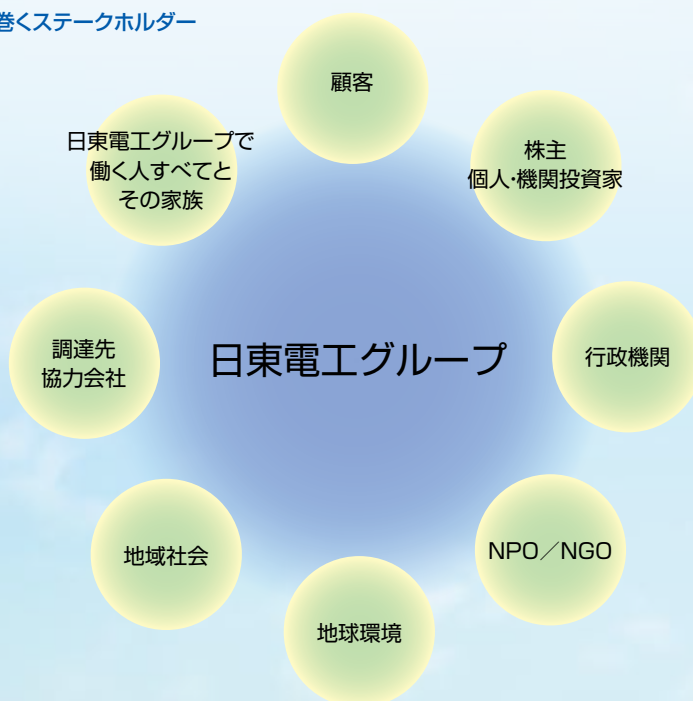 巻くステークホルダー
顧客
日東電工グループで
働く人すべてと
その家族
株主
個人・機関投資家
調達先
協力会社
日東電工グループ
行政機関
地域社会
NPO／NGO
地球環境